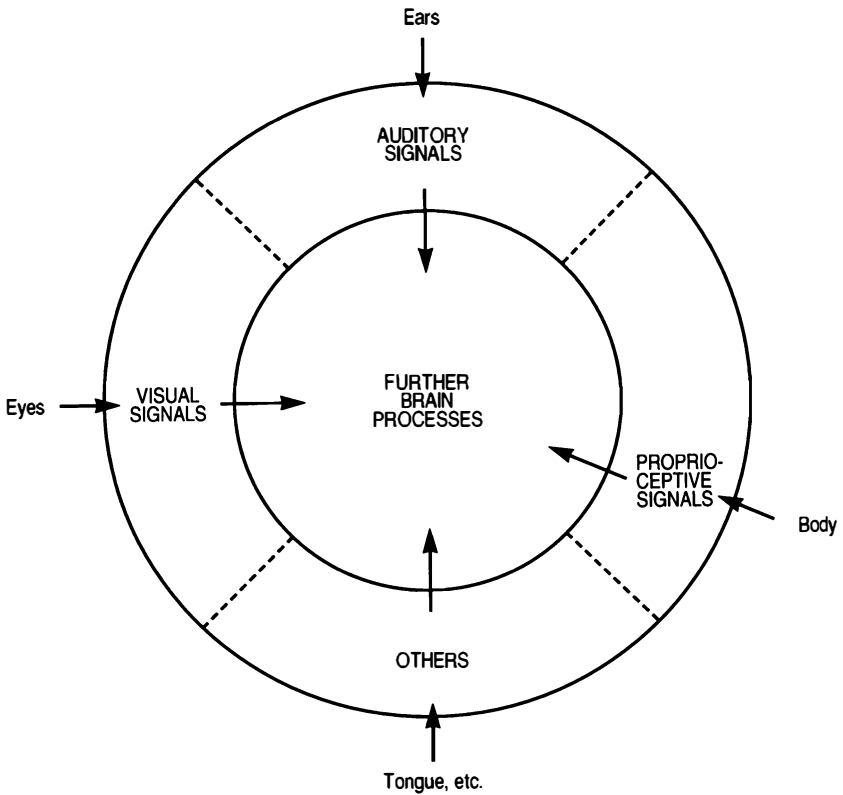 Ears
AUDITORY
SIGNALS
Eyes
VISUAL
SIGNALS
FURTHER
BRAIN
PROCESSES
PROPRIO-
CEPTIVE
SIGNALS
Body
OTHERS
Tongue, etc.